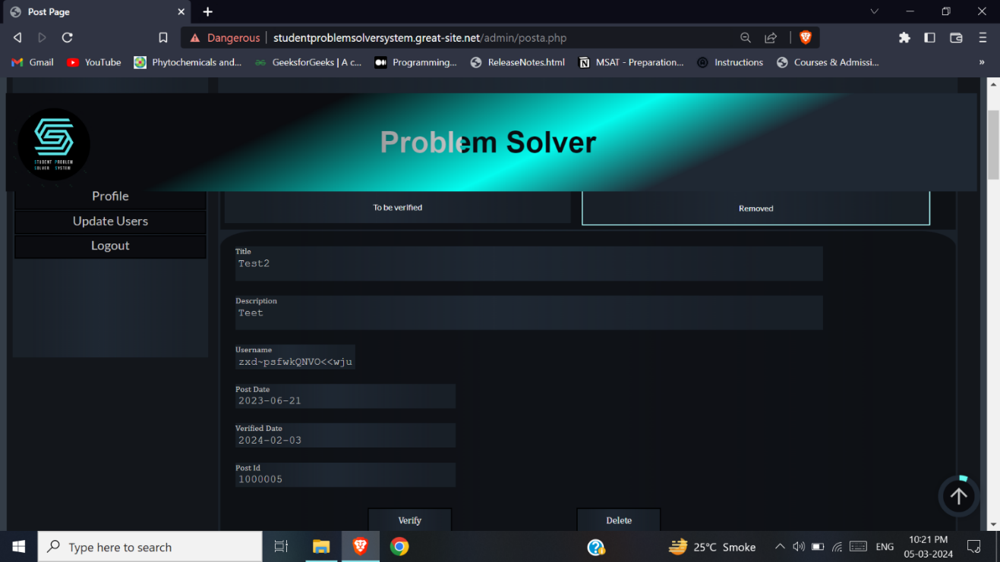 Post Page
Dangerous | studentproblemsolversystem.great-site.net/admin/posta.php
Gmail YouTube Phytochemicals and... GeeksforGeeks | A c... Programming... ReleaseNotes.html MSAT - Preparation... Instructions Courses & Admissi... »
STUDENT PROBLEM
SOLVER SYSTEM
Problem Solver
Profile
Update Users
Logout
To be verified
Removed
Title
Test2
Description
Teet
Username
zxd~psfwkQNVO<<wju
Post Date
2023-06-21
Verified Date
2024-02-03
Post Id
1000005
Verify
Delete
Type here to search
25°C Smoke
ENG
10:21 PM
05-03-2024